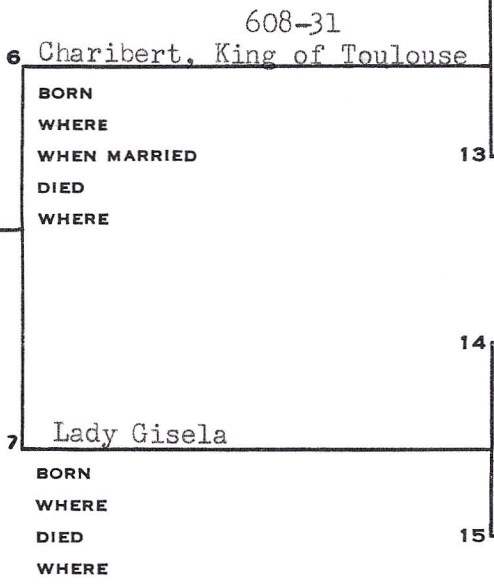 608-31
6 Charibert, King of Toulouse
BORN
WHERE
WHEN MARRIED
13
DIED
WHERE
14
7 Lady Gisela
BORN
WHERE
DIED
15
WHERE